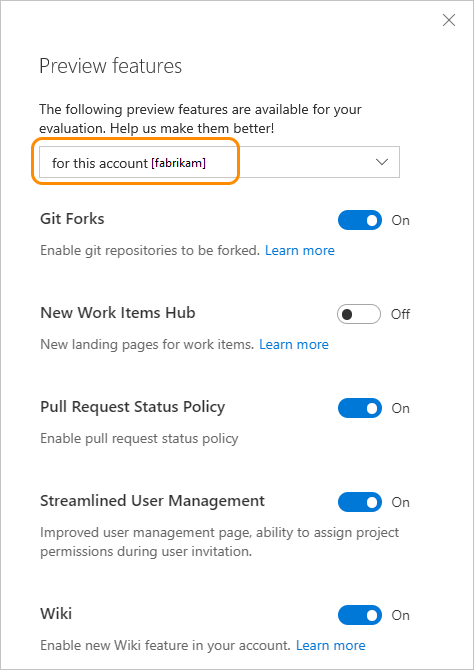 Preview features
The following preview features are available for your
evaluation. Help us make them better!
for this account [fabrikam]
Git Forks
On
Enable git repositories to be forked. Learn more
New Work Items Hub
Off
New landing pages for work items. Learn more
Pull Request Status Policy
On
Enable pull request status policy
Streamlined User Management
On
Improved user management page, ability to assign project
permissions during user invitation.
Wiki
On
Enable new Wiki feature in your account. Learn more